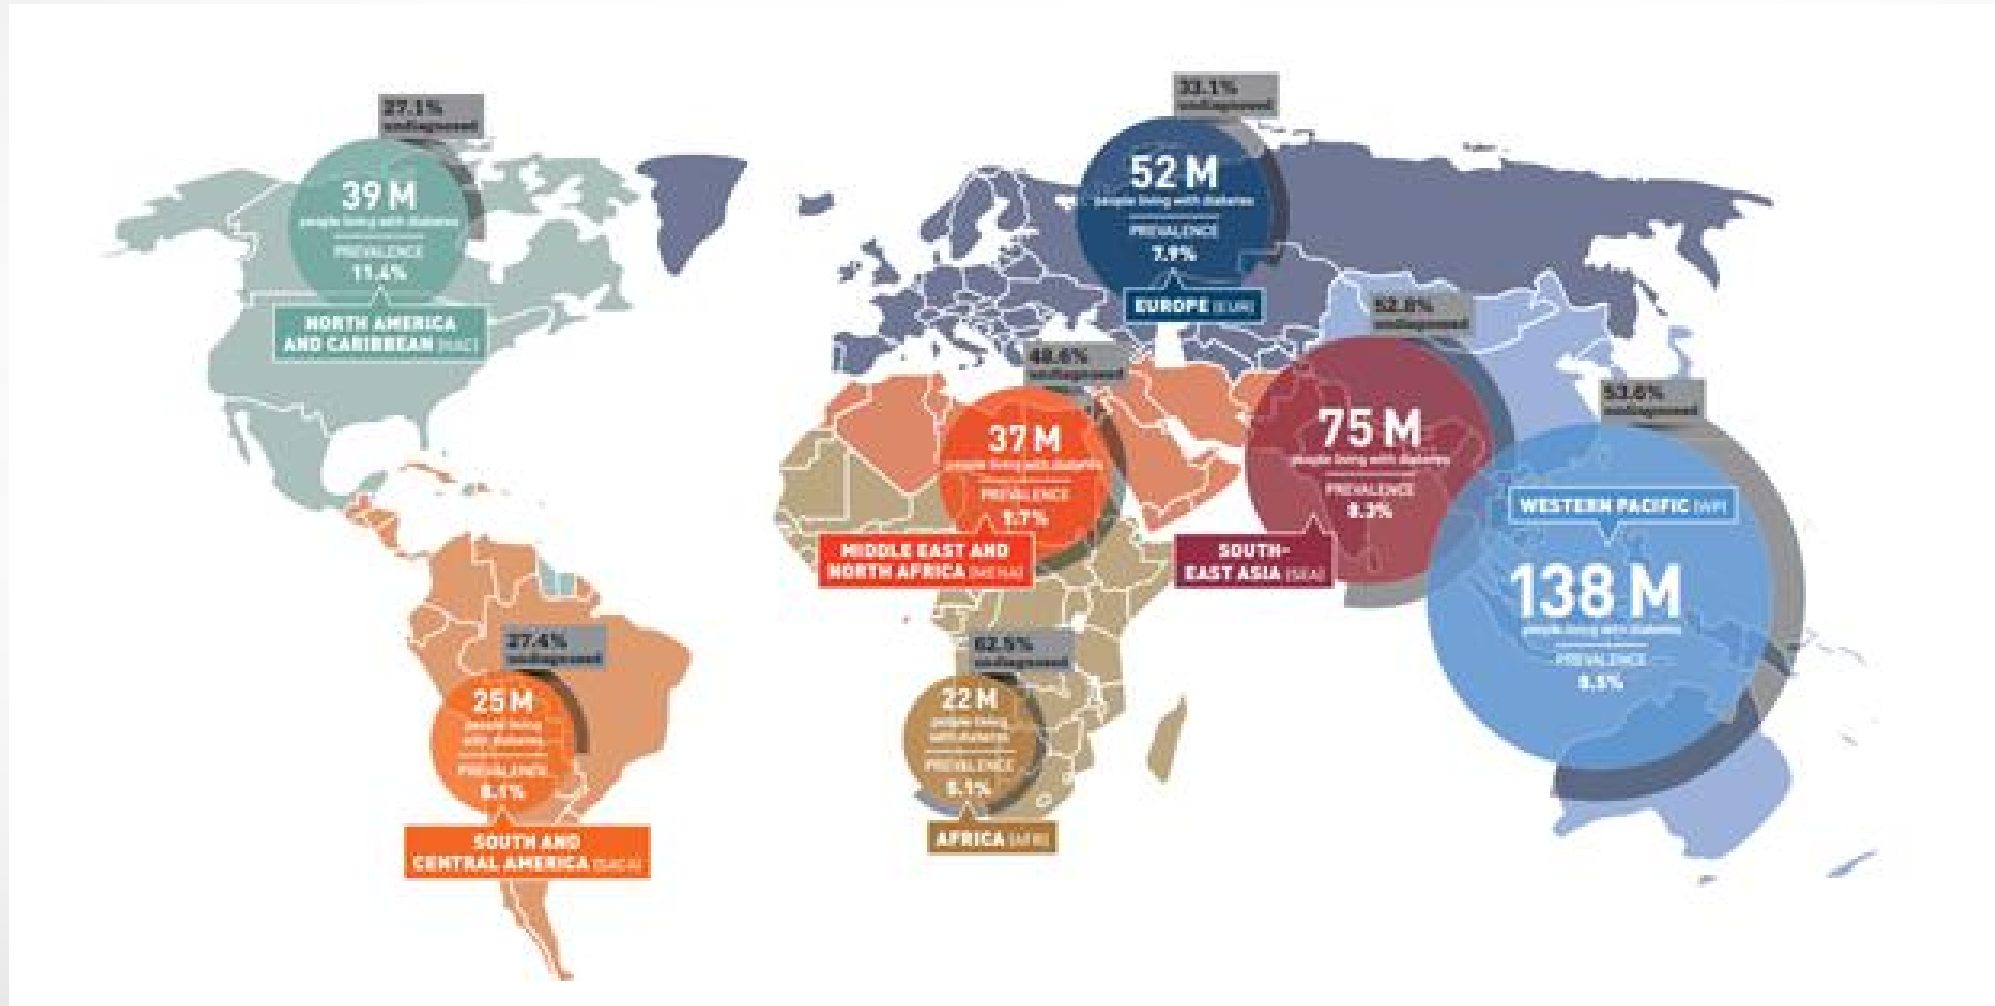 27.1%
undiagnosed
39 M
people living with diabetes
PREVALENCE
11.4%
NORTH AMERICA
AND CARIBBEAN (NAC)
33.1%
undiagnosed
52 M
people living with diabetes
PREVALENCE
7.9%
EUROPE (EUR)
48.6%
undiagnosed
37 M
people living with diabetes
PREVALENCE
9.7%
MIDDLE EAST AND
NORTH AFRICA (MENA)
52.8%
undiagnosed
75 M
people living with diabetes
PREVALENCE
8.3%
SOUTH-
EAST ASIA (SEA)
53.6%
undiagnosed
WESTERN PACIFIC (WP)
138 M
people living with diabetes
PREVALENCE
27.4%
undiagnosed
25 M
people living
with diabetes
PREVALENCE
8.1%
SOUTH AND
CENTRAL AMERICA (SACA)
62.5%
undiagnosed
22 M
people living
with diabetes
PREVALENCE
5.1%
AFRICA (AFR)